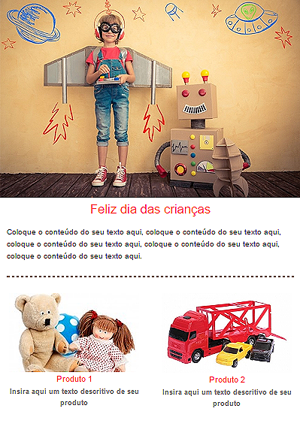 Feliz dia das crianças
Coloque o conteúdo do seu texto aqui, coloque o conteúdo do seu texto aqui,
coloque o conteúdo do seu texto aqui, coloque o conteúdo do seu texto aqui,
coloque o conteúdo do seu texto aqui.
Produto 1
Insira aqui um texto descritivo de seu
produto
Produto 2
Insira aqui um texto descritivo de seu
produto